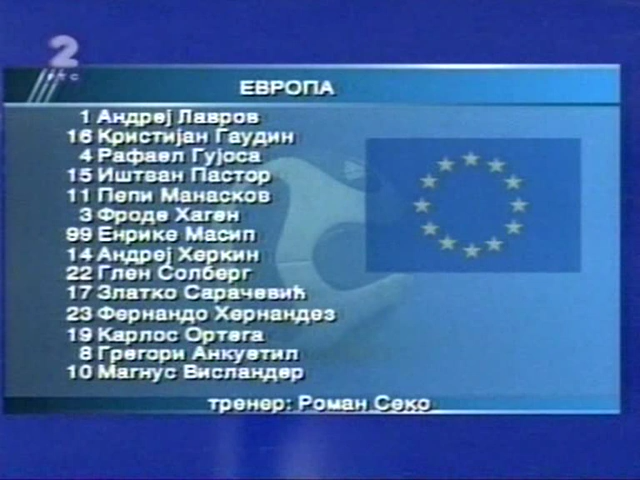 2
РТС
ЕВРОПА
1 Андреј Лавров
16 Кристијан Гаудин
4 Рафаел Гујоса
15 Иштван Пастор
11 Пепи Манасков
3 Фроде Хаген
99 Енрике Масип
14 Андреј Херкин
22 Глен Солберг
17 Златко Сарачевић
23 Фернандо Хернандез
19 Карлос Ортега
8 Грегори Анкуетил
10 Магнус Висландер
тренер: Роман Секо